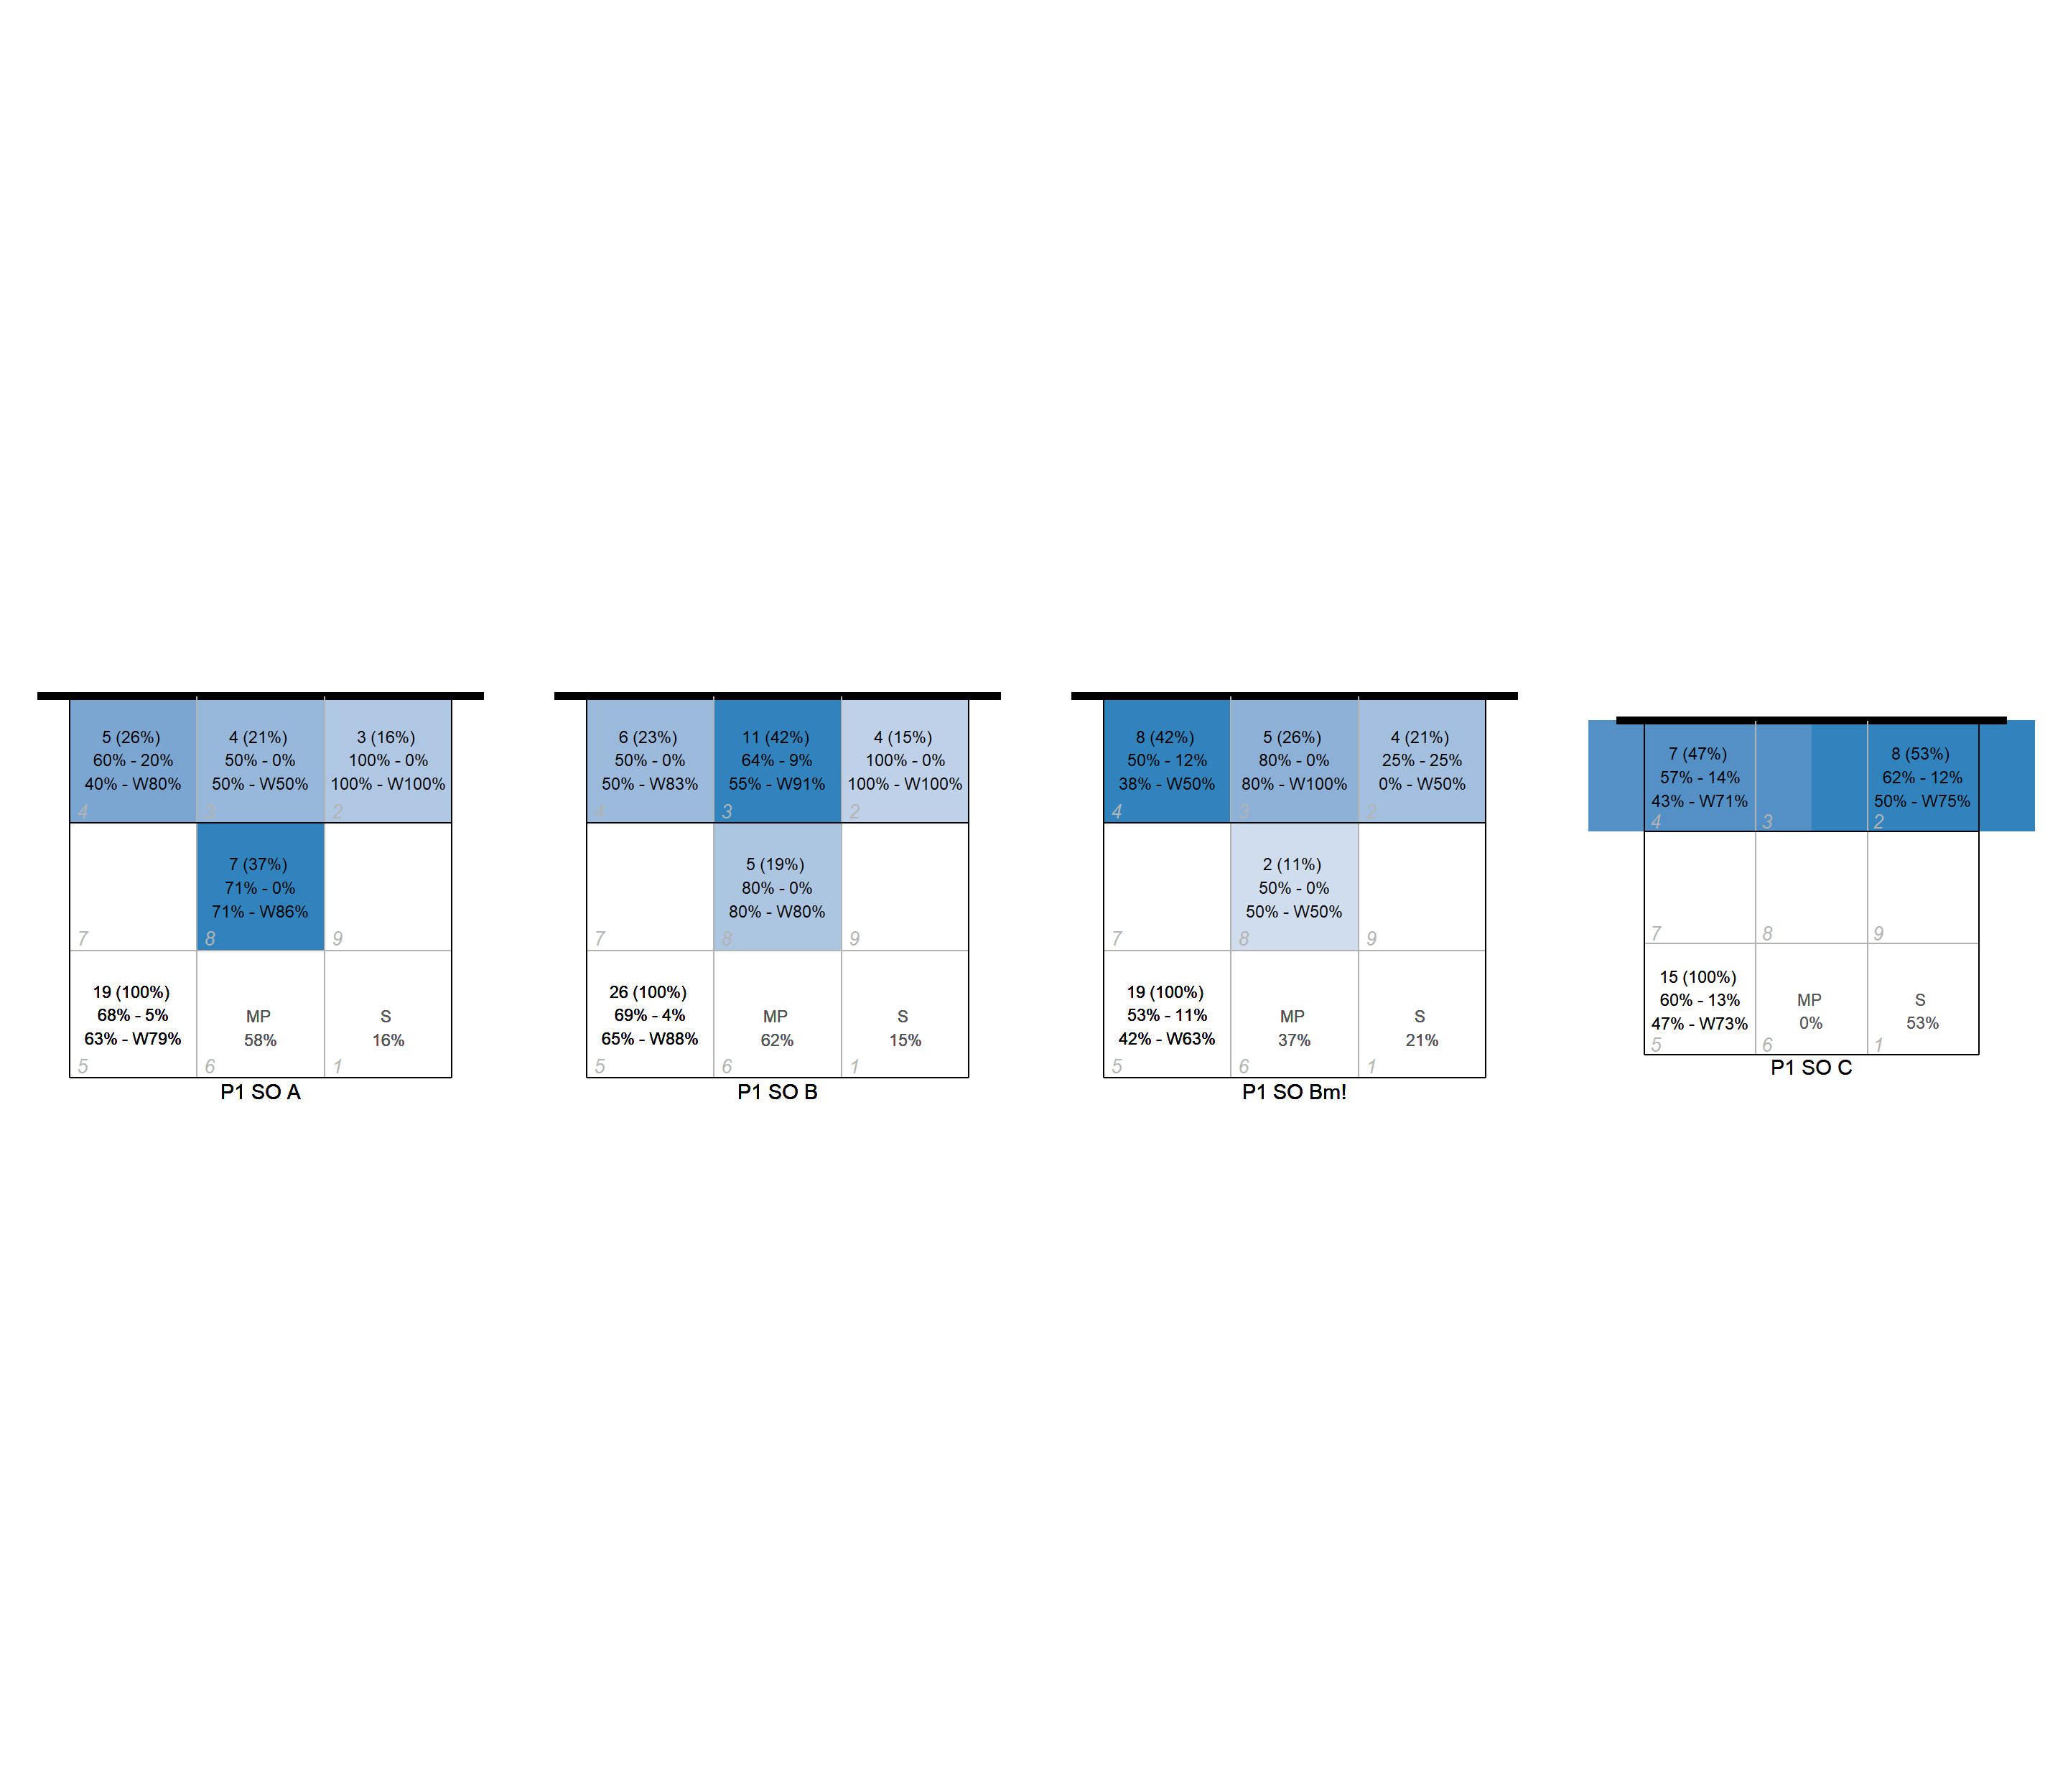 5 (26%)
60% - 20%
40% - W80%
4
4 (21%)
50% - 0%
50% - W50%
3
3 (16%)
100% - 0%
100% - W100%
2
7
7 (37%)
71% - 0%
71% - W86%
8
9
19 (100%)
68% - 5%
63% - W79%
5
MP
58%
6
S
16%
1
P1 SO A
6 (23%)
50% - 0%
50% - W83%
4
11 (42%)
64% - 9%
55% - W91%
3
4 (15%)
100% - 0%
100% - W100%
2
7
5 (19%)
80% - 0%
80% - W80%
8
9
26 (100%)
69% - 4%
65% - W88%
5
MP
62%
6
S
15%
1
P1 SO B
8 (42%)
50% - 12%
38% - W50%
4
5 (26%)
80% - 0%
80% - W100%
3
4 (21%)
25% - 25%
0% - W50%
2
7
2 (11%)
50% - 0%
50% - W50%
8
9
19 (100%)
53% - 11%
42% - W63%
5
MP
37%
6
S
21%
1
P1 SO Bm!
7 (47%)
57% - 14%
43% - W71%
4
3
8 (53%)
62% - 12%
50% - W75%
2
7
8
9
15 (100%)
60% - 13%
47% - W73%
5
MP
0%
6
S
53%
1
P1 SO C